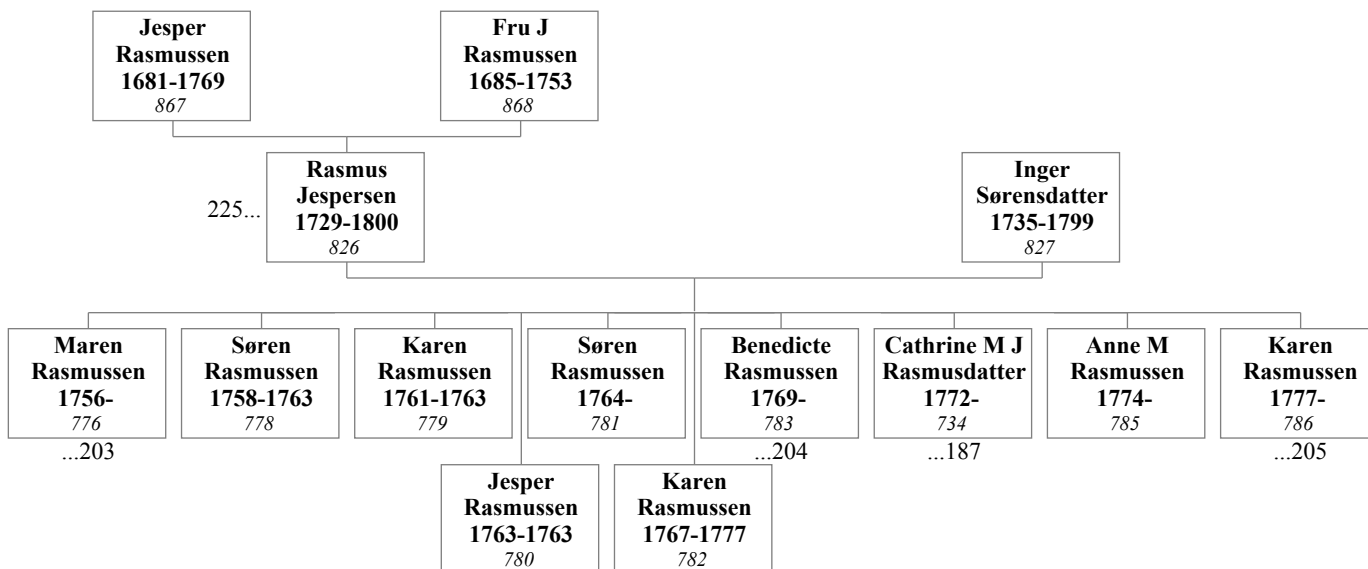 Jesper
Rasmussen
1681-1769
867
Fru J
Rasmussen
1685-1753
868
225...
Rasmus
Jespersen
1729-1800
826
Inger
Sørensdatter
1735-1799
827
Maren
Rasmussen
1756-
776
...203
Søren
Rasmussen
1758-1763
778
Karen
Rasmussen
1761-1763
779
Søren
Rasmussen
1764-
781
Benedicte
Rasmussen
1769-
783
...204
Cathrine M J
Rasmusdatter
1772-
734
...187
Anne M
Rasmussen
1774-
785
Karen
Rasmussen
1777-
786
...205
Jesper
Rasmussen
1763-1763
780
Karen
Rasmussen
1767-1777
782